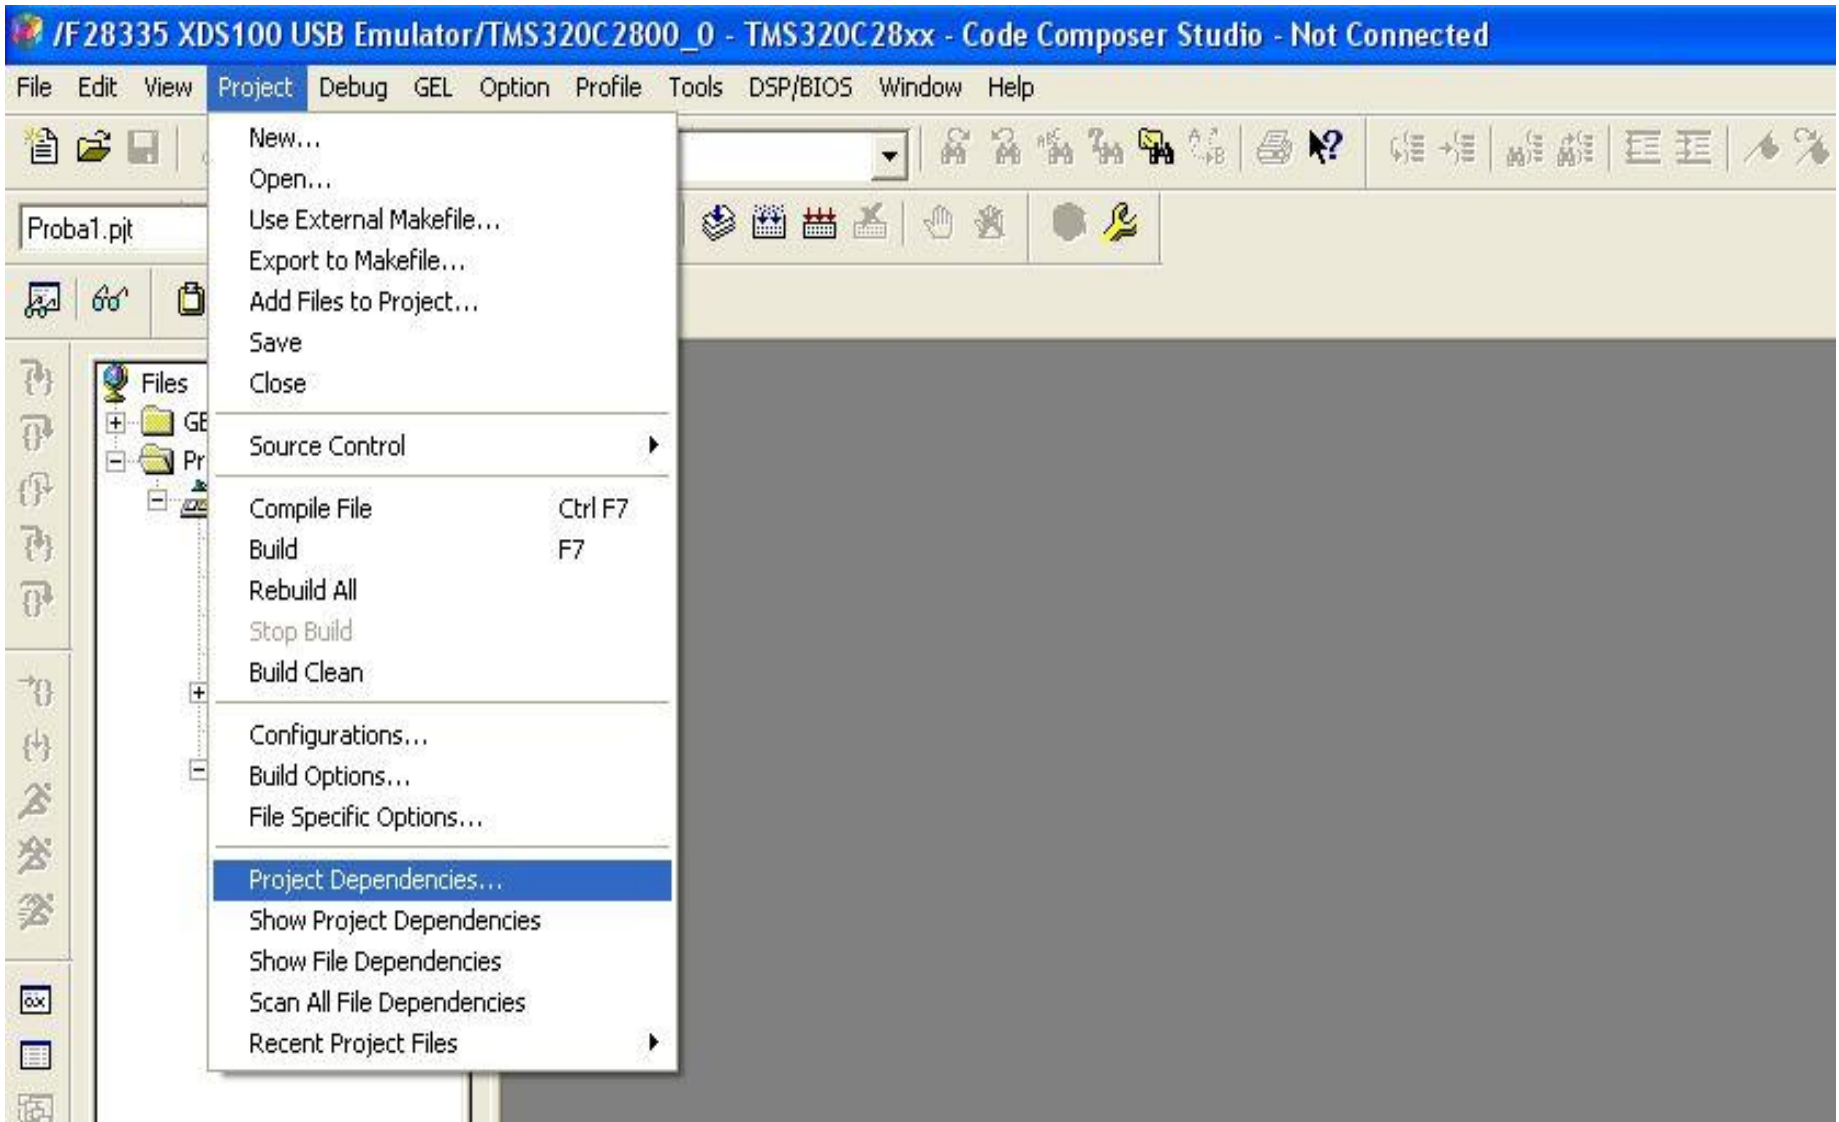 /F28335 XDS100 USB Emulator/TMS320C2800_0 - TMS320C28xx - Code Composer Studio - Not Connected
File Edit View Project Debug GEL Option Profile Tools DSP/BIOS Window Help
Proba1.pjt
New...
Open...
Use External Makefile...
Export to Makefile...
Add Files to Project...
Save
Close
Source Control
Compile File Ctrl F7
Build F7
Rebuild All
Stop Build
Build Clean
Configurations...
Build Options...
File Specific Options...
Project Dependencies...
Show Project Dependencies
Show File Dependencies
Scan All File Dependencies
Recent Project Files
Files